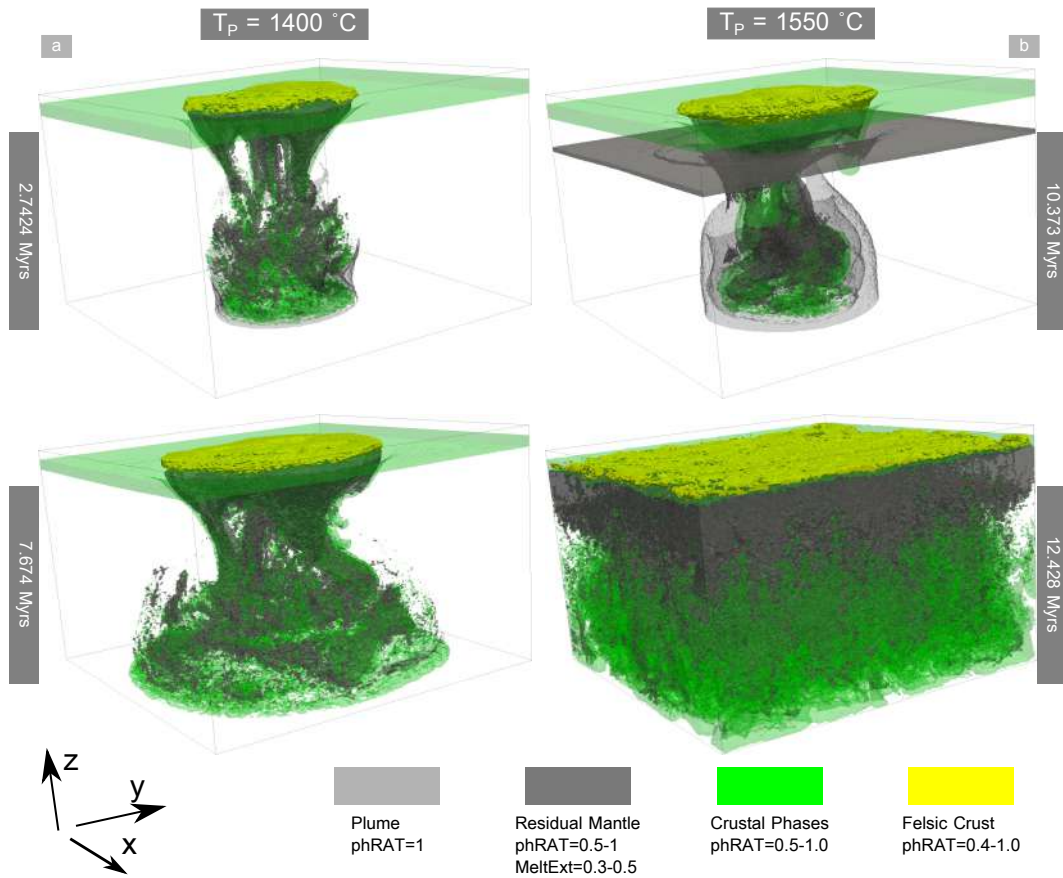 T_P = 1400 ˚C
T_P = 1550 ˚C
a
b
2.7424 Myrs
10.373 Myrs
7.674 Myrs
12.428 Myrs
z
y
x
Plume
phRAT=1
Residual Mantle
phRAT=0.5-1
MeltExt=0.3-0.5
Crustal Phases
phRAT=0.5-1.0
Felsic Crust
phRAT=0.4-1.0